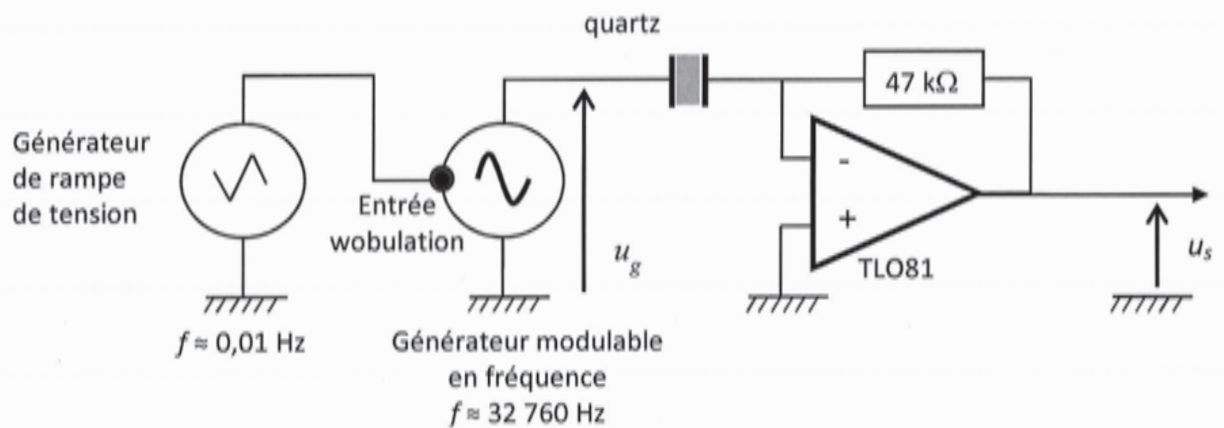 quartz
47 kΩ
Générateur
de rampe
de tension
Entrée
wobulation
u_g
-
+
TLO81
u_s
f ≈ 0,01 Hz
Générateur modulable
en fréquence
f ≈ 32 760 Hz